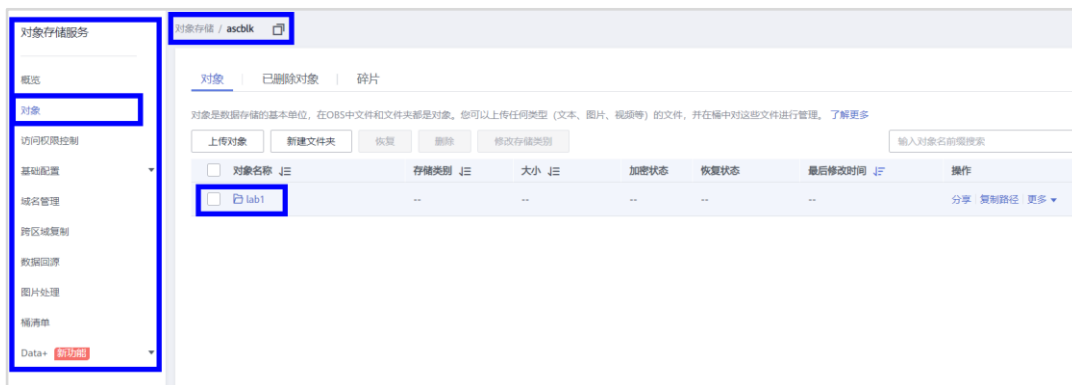 对象存储服务
概览
对象
访问权限控制
基础配置
域名管理
跨区域复制
数据回源
图片处理
桶清单
Data+ 新功能
对象存储 / ascblk
对象 已删除对象 碎片
对象是数据存储的基本单位，在OBS中文件和文件夹都是对象。您可以上传任何类型（文本、图片、视频等）的文件，并在桶中对这些文件进行管理。 了解更多
上传对象 新建文件夹 恢复 删除 修改存储类别 输入对象名前缀搜索
对象名称 存储类别 大小 加密状态 恢复状态 最后修改时间 操作
lab1 -- -- -- -- -- 分享 复制路径 更多